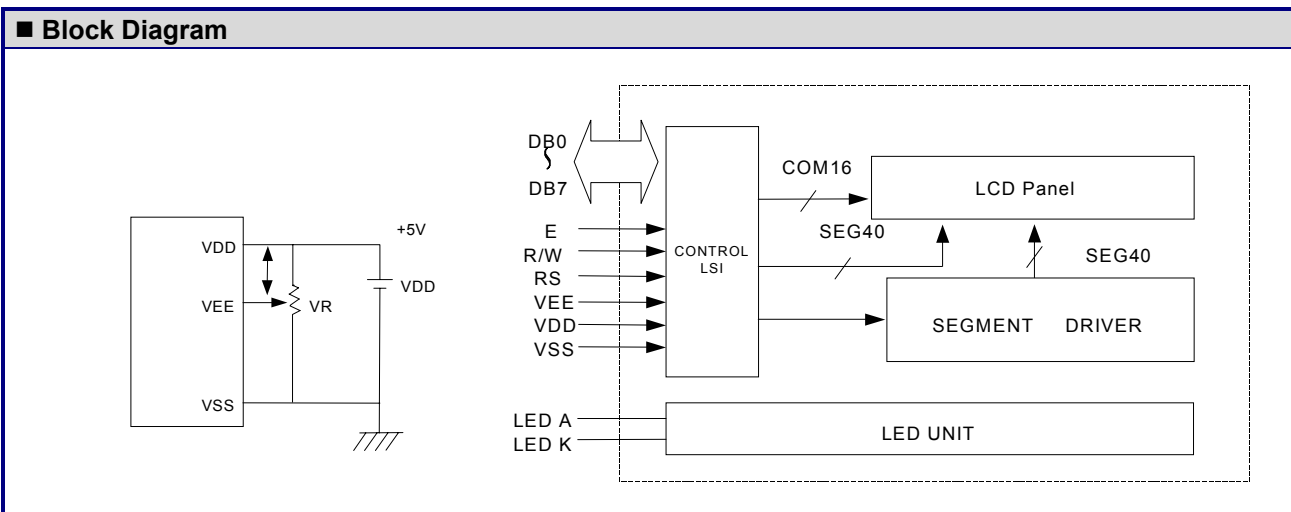 ■ Block Diagram
VDD
VEE
VSS
VR
+5V
VDD
DB0
DB7
E
R/W
RS
VEE
VDD
VSS
LED A
LED K
CONTROL
LSI
COM16
SEG40
LCD Panel
SEG40
SEGMENT DRIVER
LED UNIT